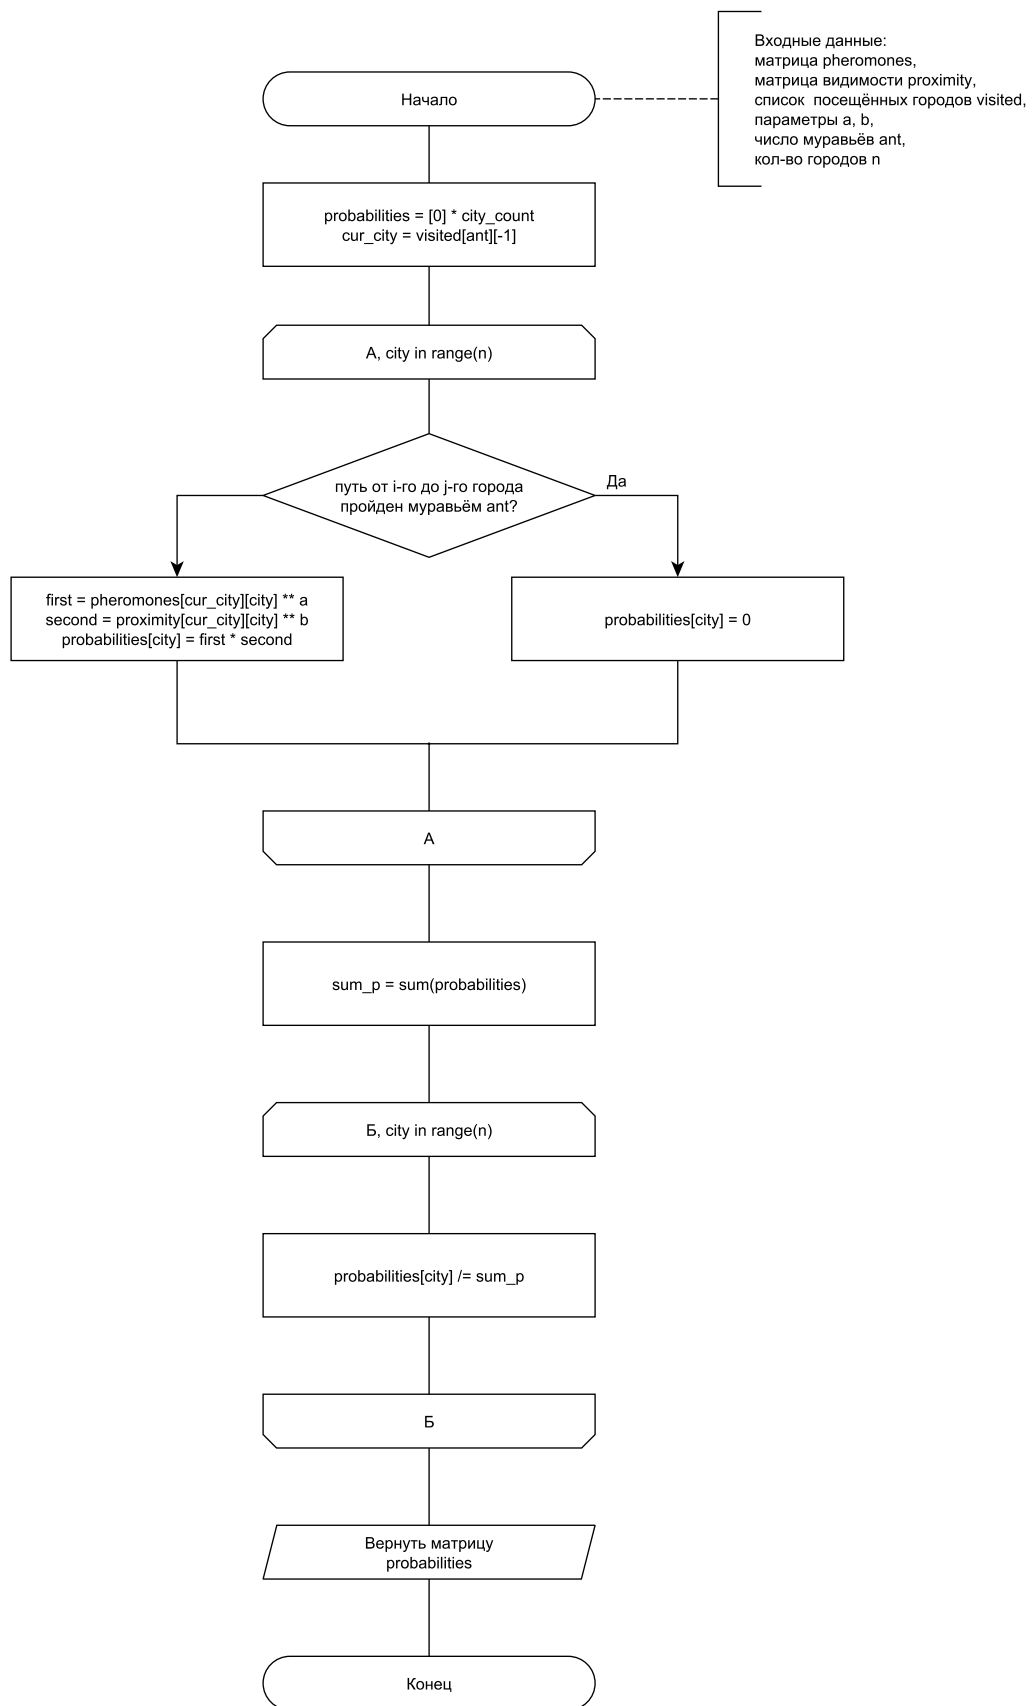 Входные данные:
матрица pheromones,
матрица видимости proximity,
список  посещённых городов visited,
параметры a, b,
число муравьёв ant,
кол-во городов n
Начало
probabilities = [0] * city_count
cur_city = visited[ant][-1]
А, city in range(n)
путь от i-го до j-го города
пройден муравьём ant?
Да
first = pheromones[cur_city][city] ** a
second = proximity[cur_city][city] ** b
probabilities[city] = first * second
probabilities[city] = 0
А
sum_p = sum(probabilities)
Б, city in range(n)
probabilities[city] /= sum_p
Б
Вернуть матрицу
probabilities
Конец